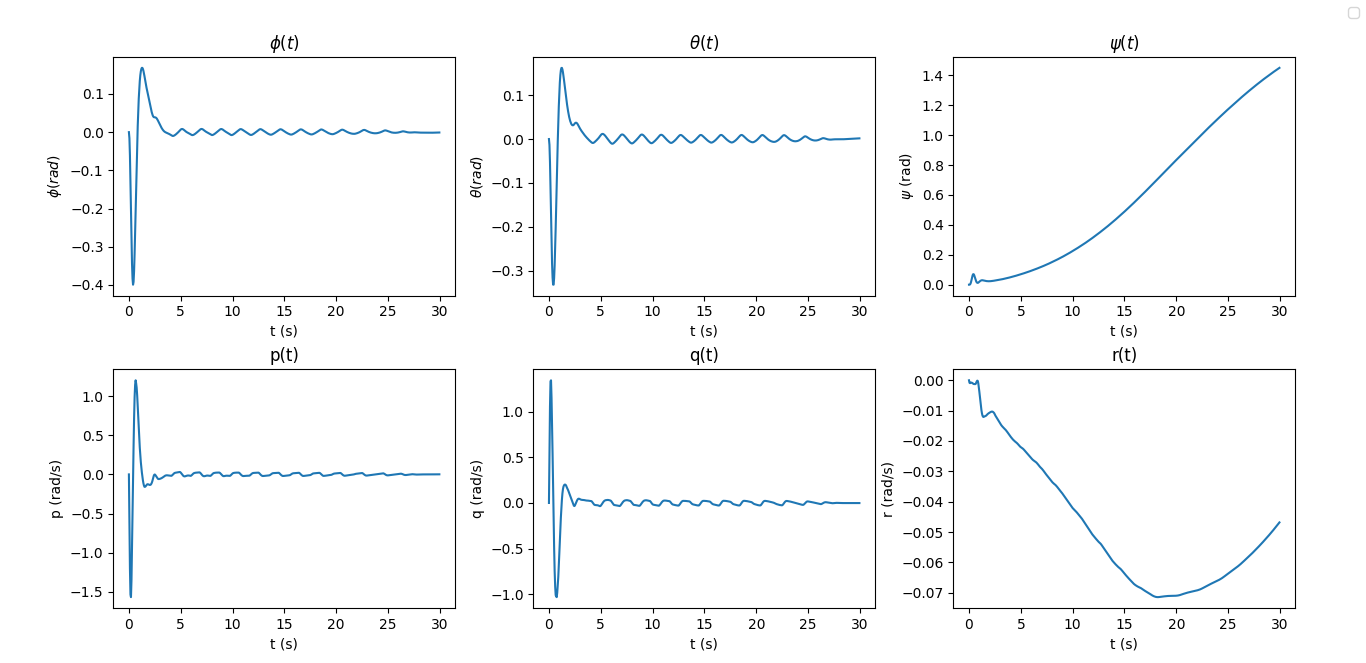 ϕ(t)
ϕ(rad)
0.1
0.0
−0.1
−0.2
−0.3
−0.4
0 5 10 15 20 25 30
t (s)
θ(t)
θ(rad)
0.1
0.0
−0.1
−0.2
−0.3
0 5 10 15 20 25 30
t (s)
ψ(t)
ψ (rad)
1.4
1.2
1.0
0.8
0.6
0.4
0.2
0.0
0 5 10 15 20 25 30
t (s)
p(t)
p (rad/s)
1.0
0.5
0.0
−0.5
−1.0
−1.5
0 5 10 15 20 25 30
t (s)
q(t)
q (rad/s)
1.0
0.5
0.0
−0.5
−1.0
0 5 10 15 20 25 30
t (s)
r(t)
r (rad/s)
0.00
−0.01
−0.02
−0.03
−0.04
−0.05
−0.06
−0.07
0 5 10 15 20 25 30
t (s)